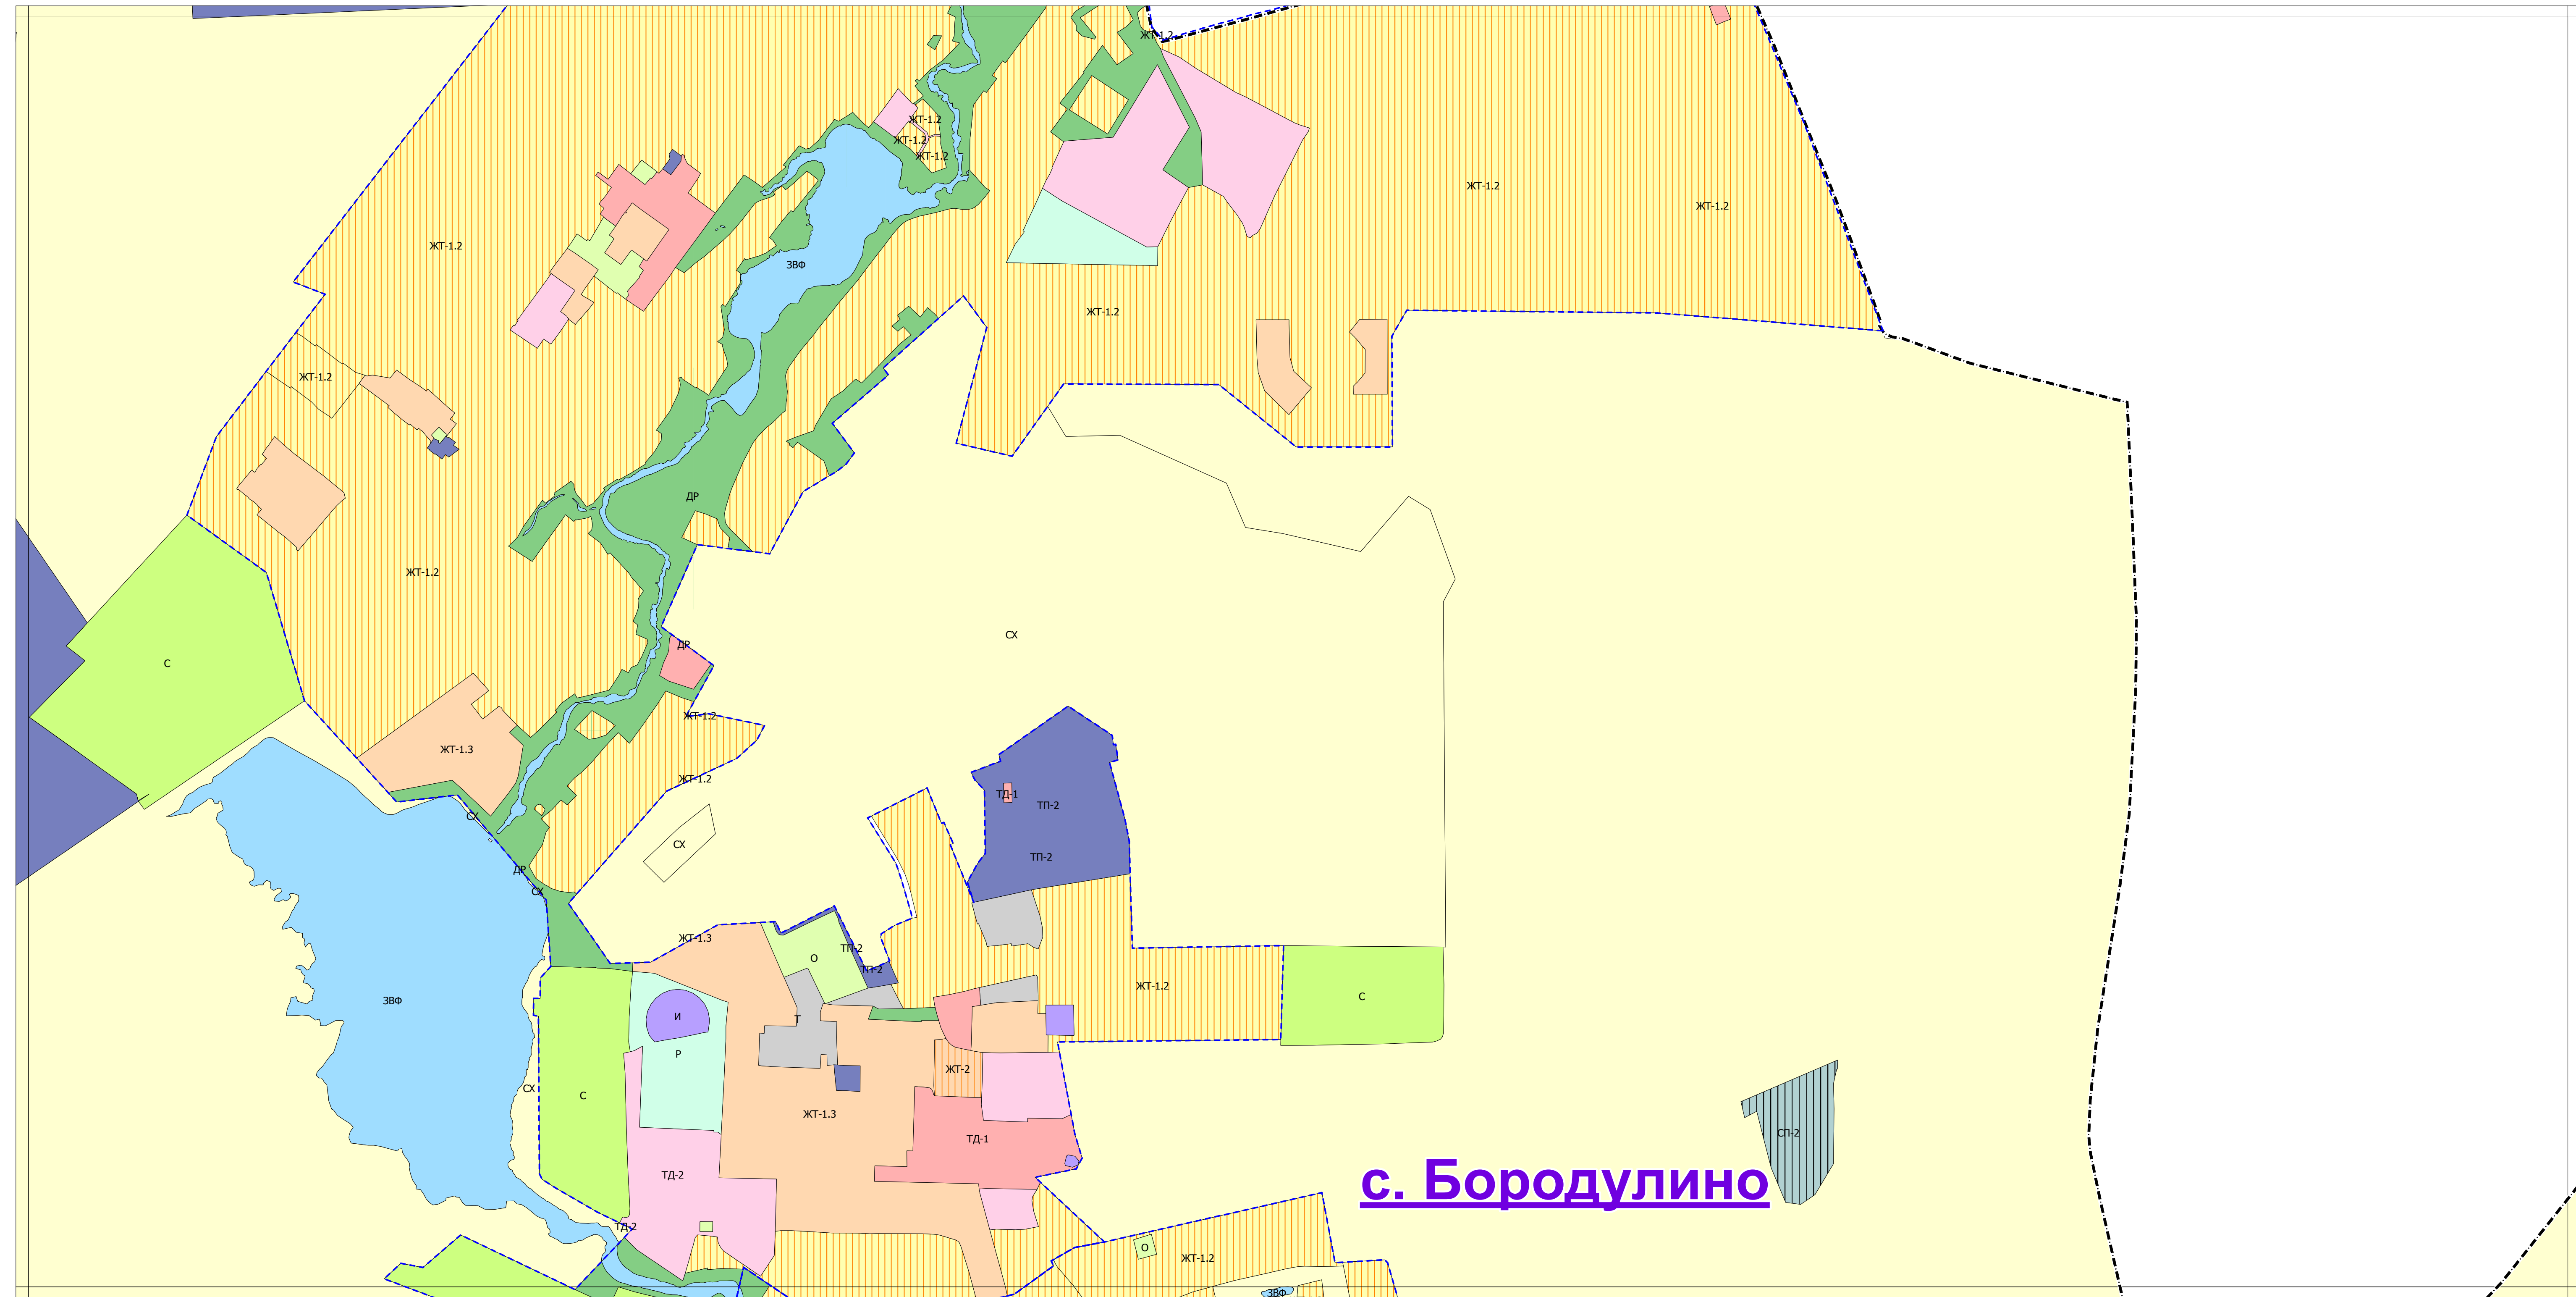 ЖТ-1.2
ЖТ-1.2
ЖТ-1.2
ЖТ-1.2
ЖТ-1.2
ЖТ-1.2
ЖТ-1.2
ЖТ-1.2
ЗВФ
ЖТ-1.2
ЖТ-1.2
ДР
ЖТ-1.2
СХ
ДР
С
ЖТ-1.2
ЖТ-1.3
ЖТ-1.2
ТД-1
ТП-2
СХ
СХ
ТП-2
ДР
СХ
ЖТ-1.3
ТП-2
О
ТП-2
ЖТ-1.2
С
ЗВФ
И
Т
Р
ЖТ-2
СХ
С
ЖТ-1.3
СП-2
ТД-1
ТД-2
с. Бородулино
ТД-2
О
ЖТ-1.2
ЗВФ